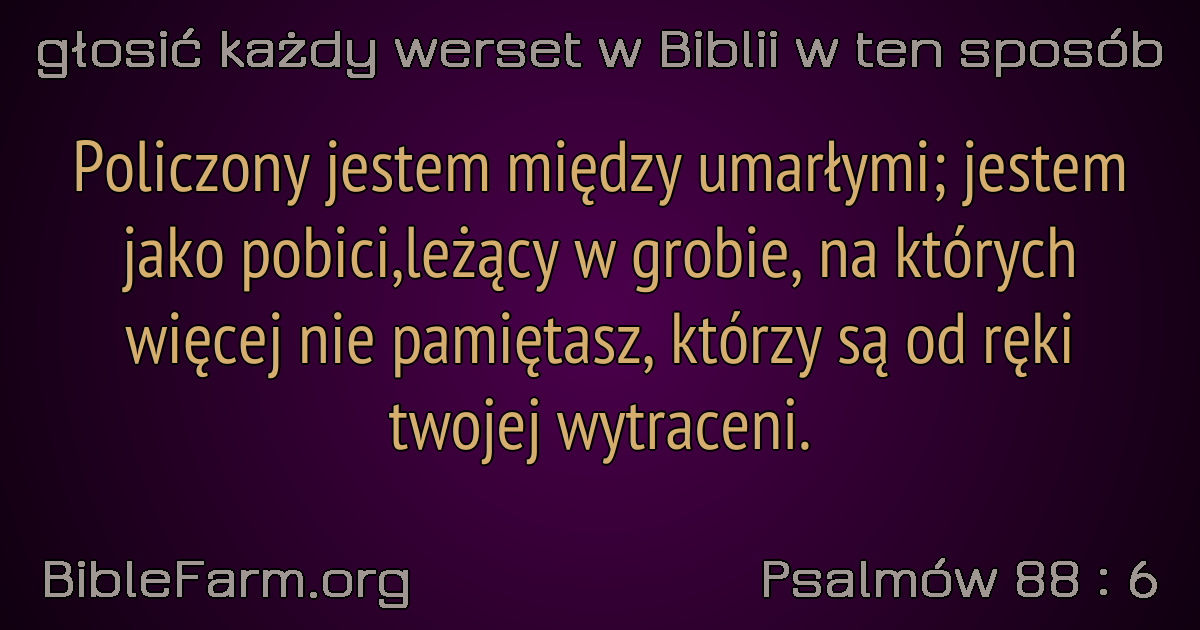 głosić każdy werset w Biblii w ten sposób
Policzony jestem między umarłymi; jestem
jako pobici,leżący w grobie, na których
więcej nie pamiętasz, którzy są od ręki
twojej wytraceni.
BibleFarm.org
Psalmów 88 : 6